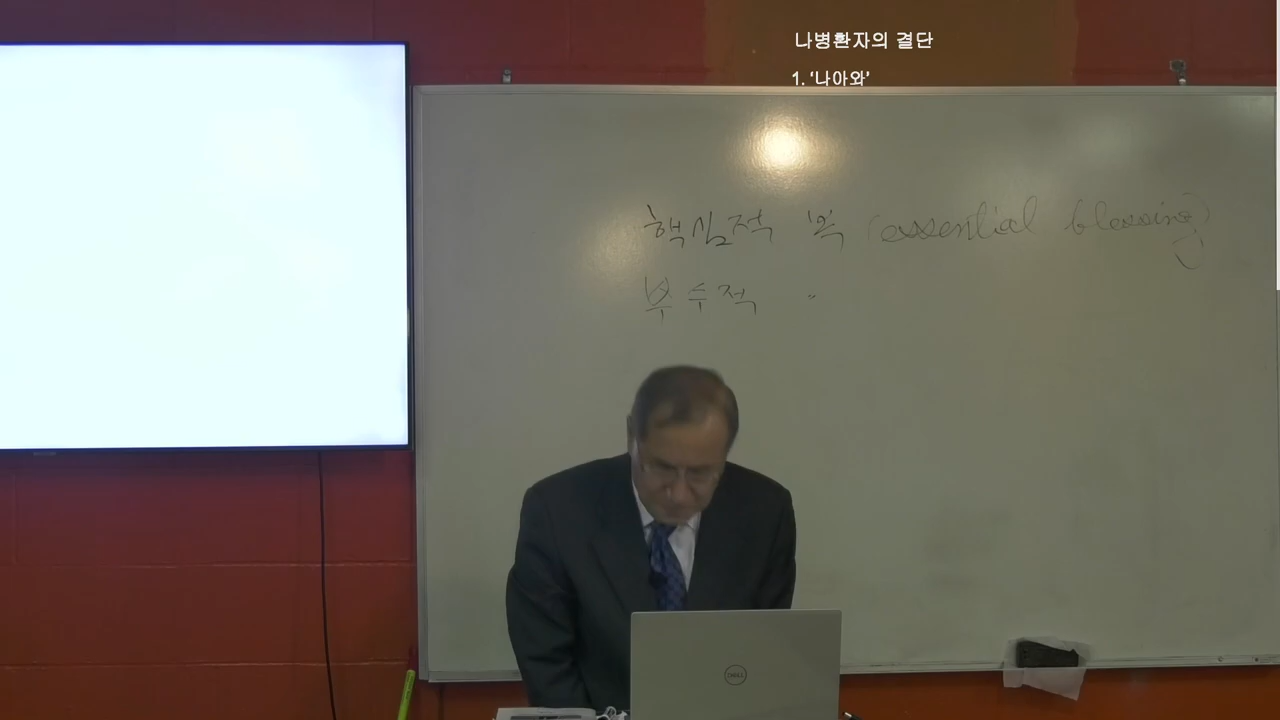 나병환자의 결단
1. ‘나아와’
핵심적 복 (essential blessing)
부수적 〃
DELL